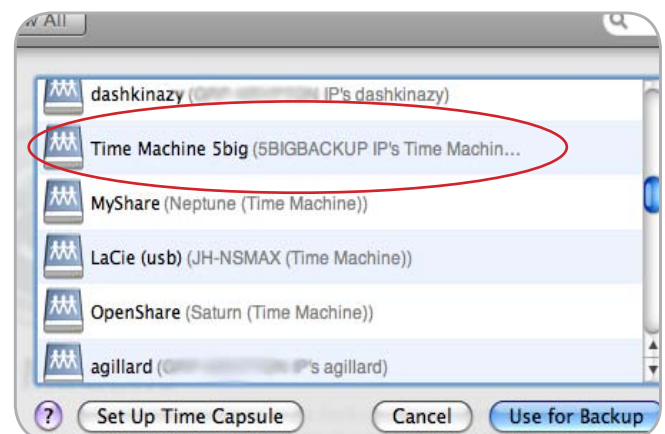 w All
dashkinazy ( IP's dashkinazy)
Time Machine 5big (5BIGBACKUP IP's Time Machin...
MyShare (Neptune (Time Machine))
LaCie (usb) (JH-NSMAX (Time Machine))
OpenShare (Saturn (Time Machine))
agillard ( IP's agillard)
? Set Up Time Capsule Cancel Use for Backup